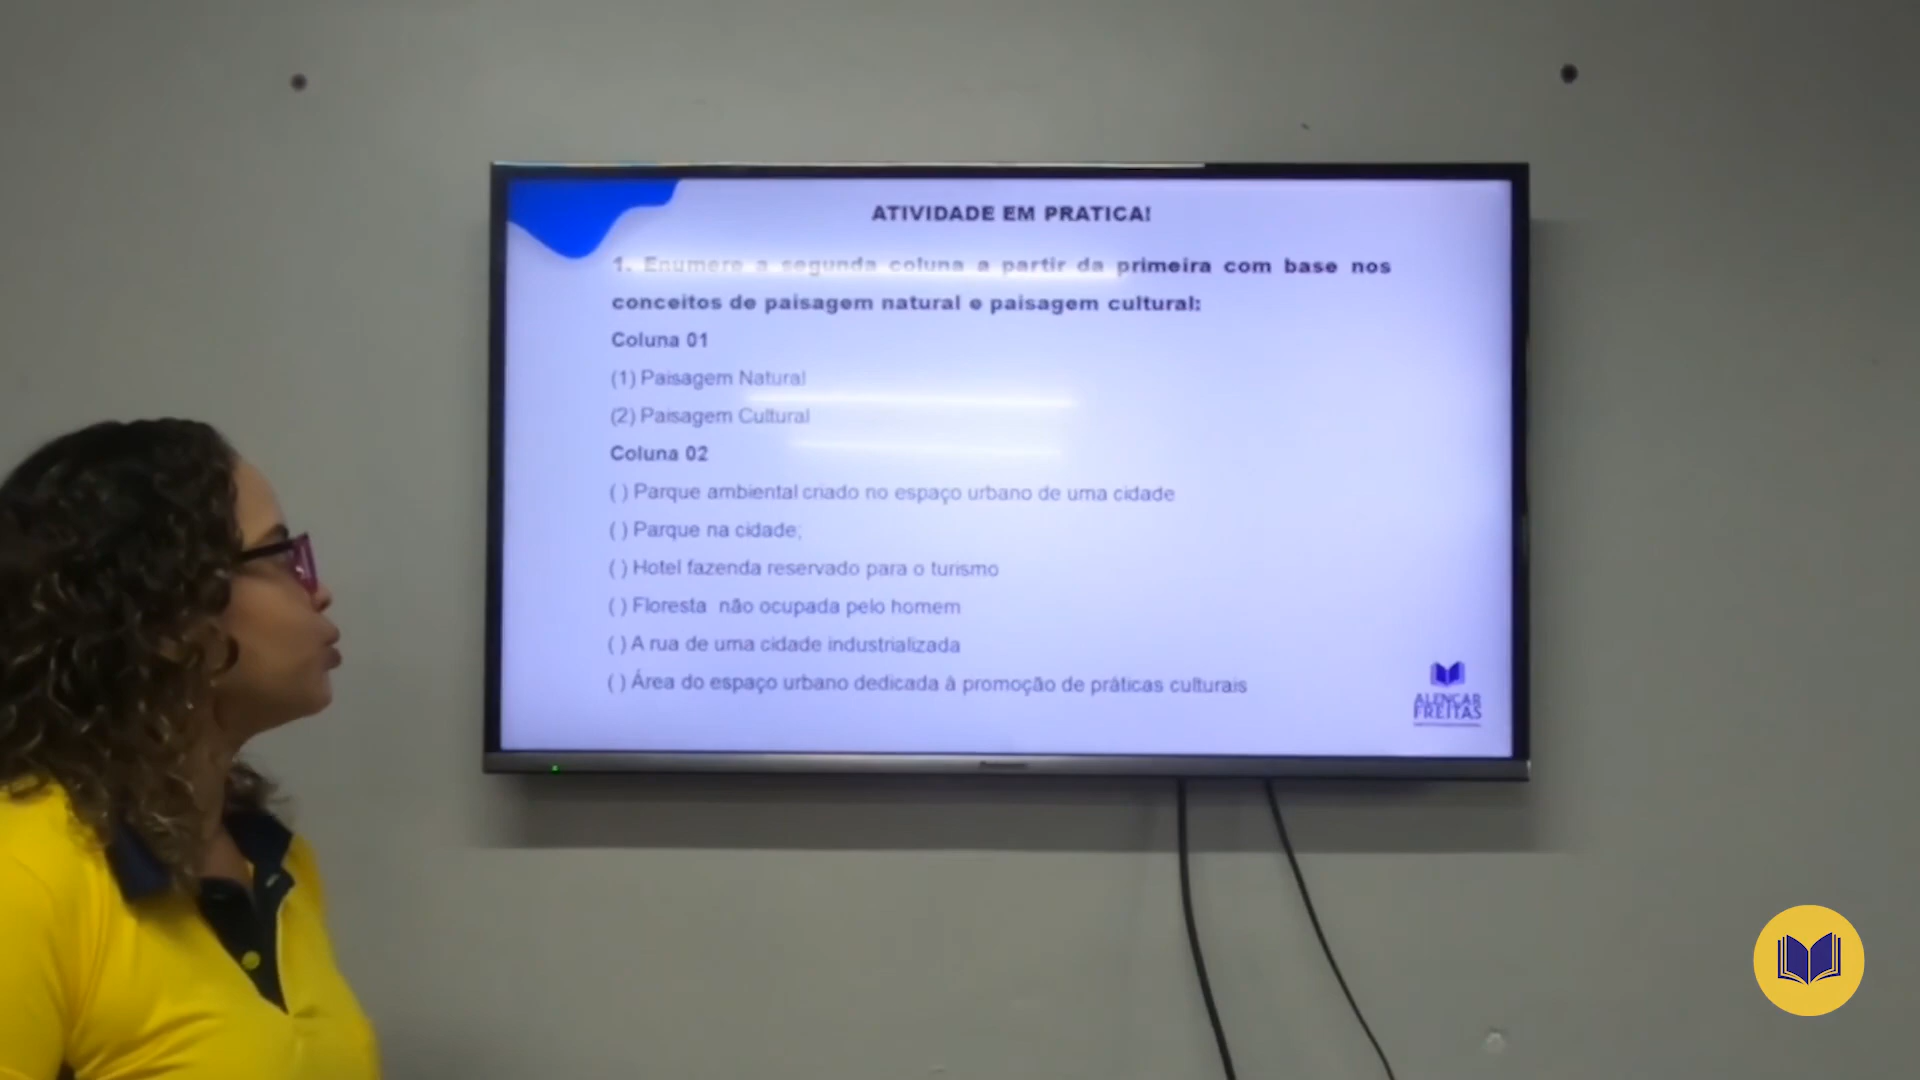 ATIVIDADE EM PRATICA!
1. Enumere a segunda coluna a partir da primeira com base nos
conceitos de paisagem natural e paisagem cultural:
Coluna 01
(1) Paisagem Natural
(2) Paisagem Cultural
Coluna 02
( ) Parque ambiental criado no espaço urbano de uma cidade
( ) Parque na cidade;
( ) Hotel fazenda reservado para o turismo
( ) Floresta não ocupada pelo homem
( ) A rua de uma cidade industrializada
( ) Área do espaço urbano dedicada à promoção de práticas culturais
ALENCAR
FREITAS